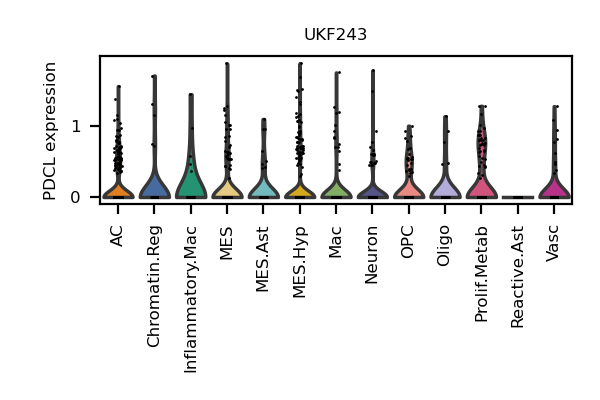 UKF243
PDCL expression
1
0
AC
Chromatin.Reg
Inflammatory.Mac
MES
MES.Ast
MES.Hyp
Mac
Neuron
OPC
Oligo
Prolif.Metab
Reactive.Ast
Vasc